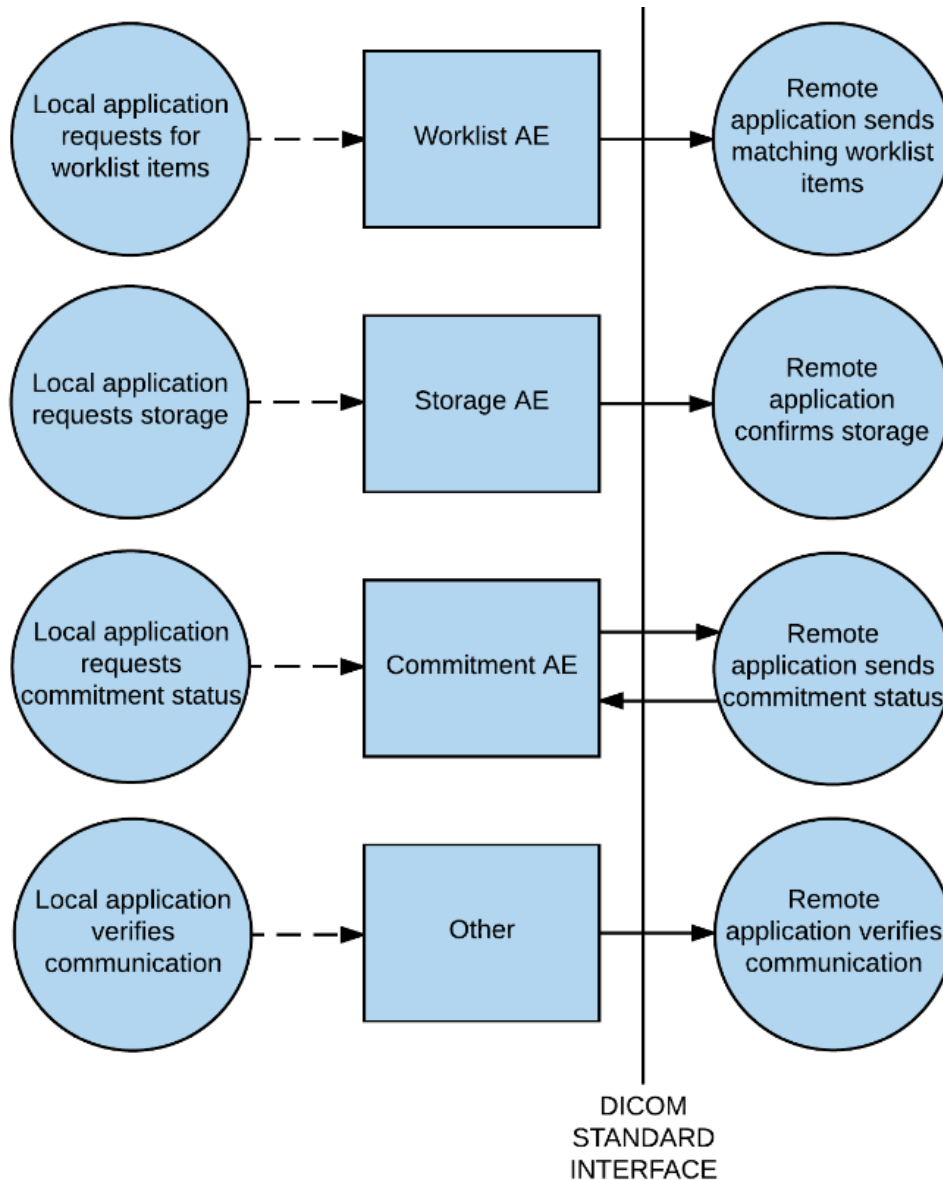 Local application
requests for
worklist items
Worklist AE
Remote
application sends
matching worklist
items
Local application
requests storage
Storage AE
Remote
application
confirms storage
Local application
requests
commitment status
Commitment AE
Remote
application sends
commitment status
Local application
verifies
communication
Other
Remote
application verifies
communication
DICOM
STANDARD
INTERFACE